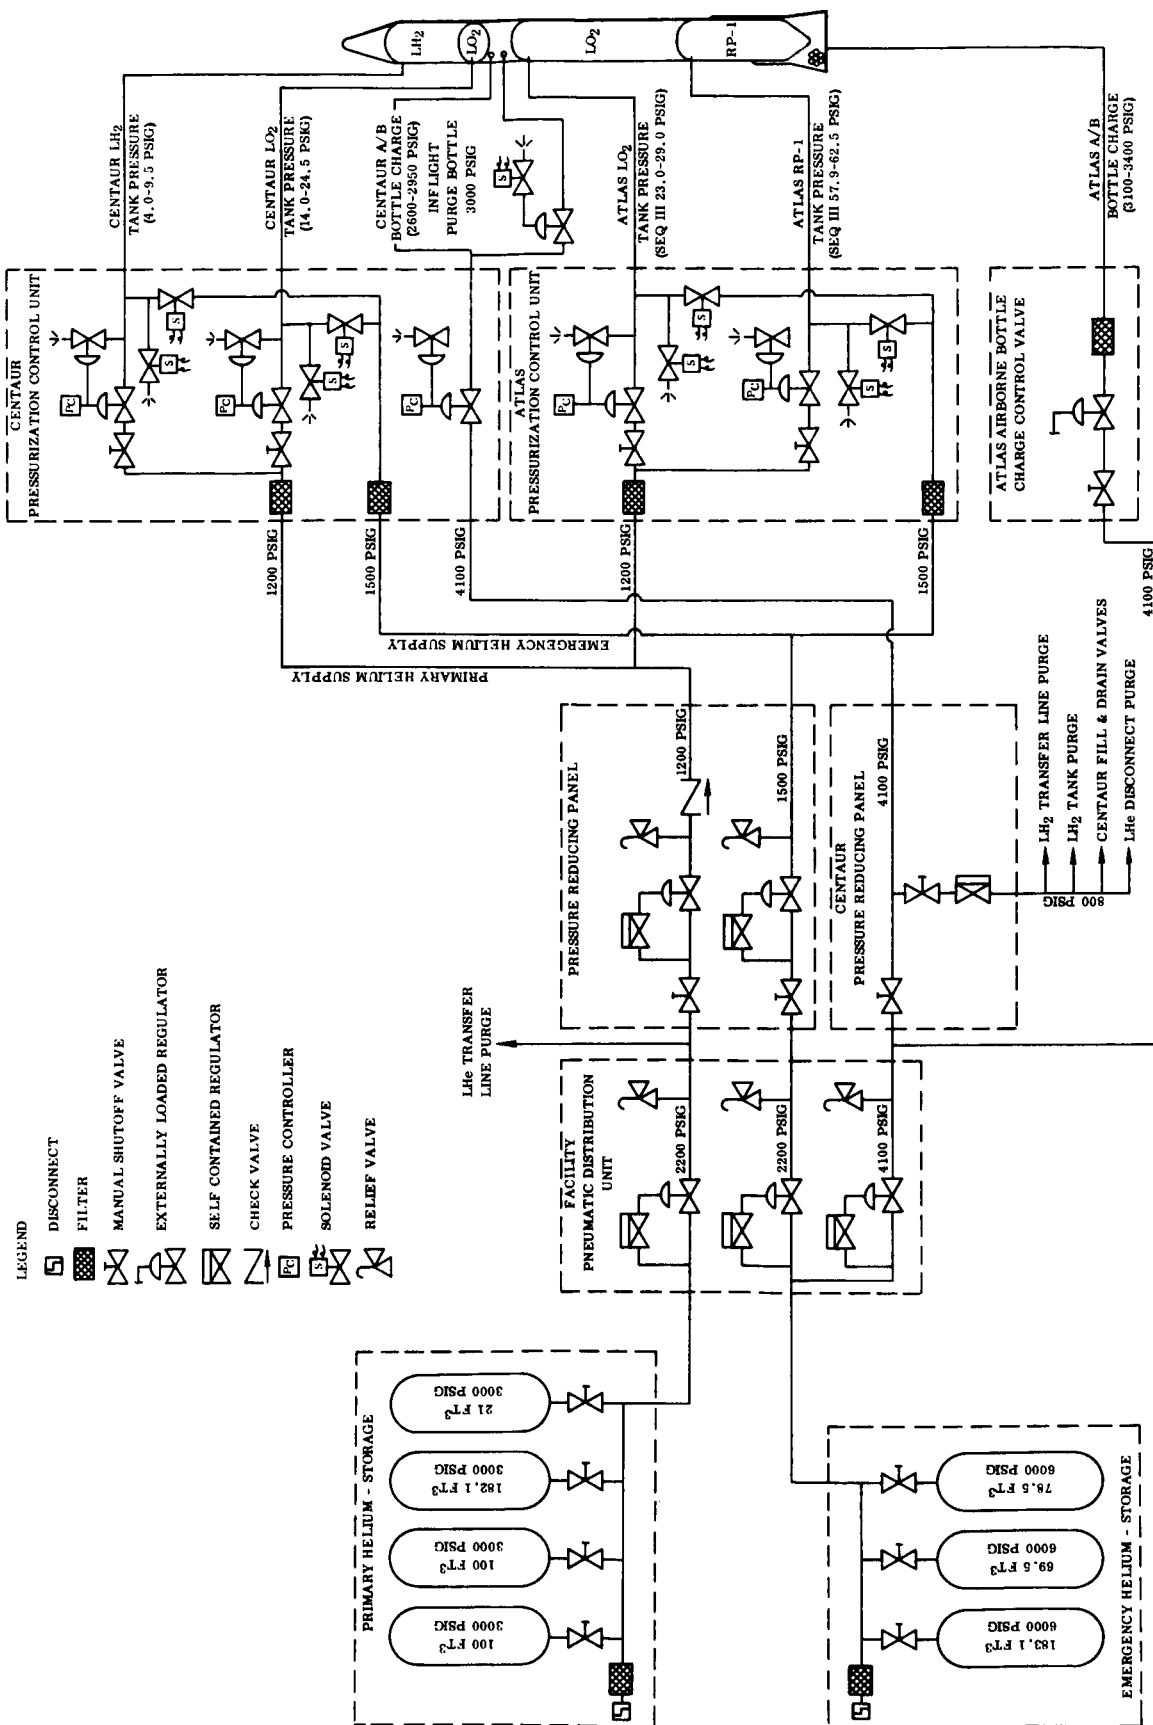 LEGEND
DISCONNECT
FILTER
MANUAL SHUTOFF VALVE
EXTERNALLY LOADED REGULATOR
SELF CONTAINED REGULATOR
CHECK VALVE
PC
PRESSURE CONTROLLER
S
SOLENOID VALVE
RELIEF VALVE
PRIMARY HELIUM - STORAGE
100 FT³
3000 PSIG
100 FT³
3000 PSIG
182.1 FT³
3000 PSIG
21 FT³
3000 PSIG
EMERGENCY HELIUM - STORAGE
183.1 FT³
6000 PSIG
69.5 FT³
6000 PSIG
78.5 FT³
6000 PSIG
FACILITY
PNEUMATIC DISTRIBUTION
UNIT
2200 PSIG
2200 PSIG
4100 PSIG
LHe TRANSFER
LINE PURGE
PRESSURE REDUCING PANEL
1200 PSIG
1500 PSIG
CENTAUR
PRESSURE REDUCING PANEL
4100 PSIG
800 PSIG
LH2 TRANSFER LINE PURGE
LH2 TANK PURGE
CENTAUR FILL & DRAIN VALVES
LHe DISCONNECT PURGE
PRIMARY HELIUM SUPPLY
EMERGENCY HELIUM SUPPLY
1200 PSIG
1500 PSIG
4100 PSIG
1200 PSIG
1500 PSIG
4100 PSIG
CENTAUR
PRESSURIZATION CONTROL UNIT
PC
S
S
PC
S
S
PC
ATLAS
PRESSURIZATION CONTROL UNIT
PC
S
S
PC
S
S
ATLAS AIRBORNE BOTTLE
CHARGE CONTROL VALVE
CENTAUR LH2
TANK PRESSURE
(4.0-9.5 PSIG)
CENTAUR LO2
TANK PRESSURE
(14.0-24.5 PSIG)
CENTAUR A/B
BOTTLE CHARGE
(2600-2950 PSIG)
INFLIGHT
PURGE BOTTLE
3000 PSIG
S
ATLAS LO2
TANK PRESSURE
(SEQ III 23.0-29.0 PSIG)
ATLAS RP-1
TANK PRESSURE
(SEQ III 57.9-62.5 PSIG)
ATLAS A/B
BOTTLE CHARGE
(3100-3400 PSIG)
LH2
LO2
LO2
RP-1